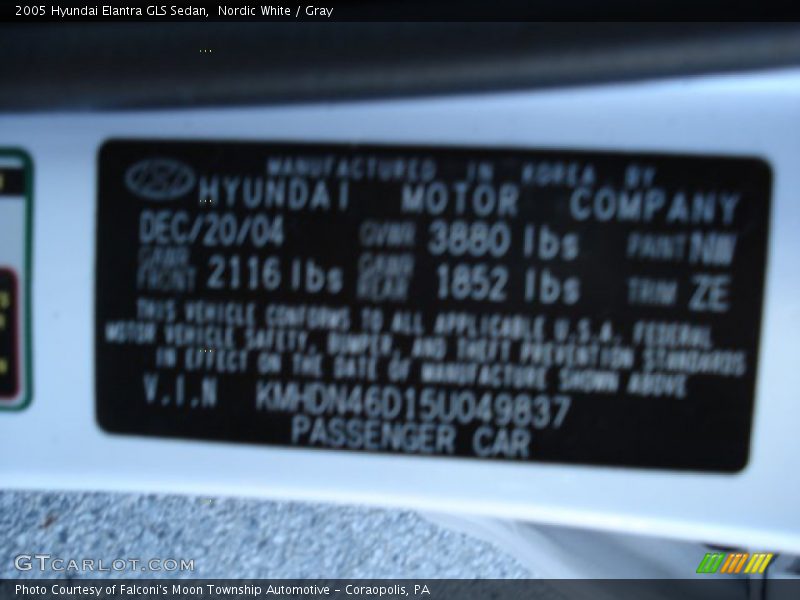 2005 Hyundai Elantra GLS Sedan, Nordic White / Gray
MANUFACTURED IN KOREA BY
HYUNDAI MOTOR COMPANY
DEC/20/04 GVWR 3880 lbs PAINT NW
GAWR FRONT 2116 lbs GAWR REAR 1852 lbs TRIM ZE
THIS VEHICLE CONFORMS TO ALL APPLICABLE U.S.A. FEDERAL
MOTOR VEHICLE SAFETY, BUMPER, AND THEFT PREVENTION STANDARDS
IN EFFECT ON THE DATE OF MANUFACTURE SHOWN ABOVE
V.I.N KMHDN46D15U049837
PASSENGER CAR
GTCARLOT.COM
Photo Courtesy of Falconi's Moon Township Automotive - Coraopolis, PA